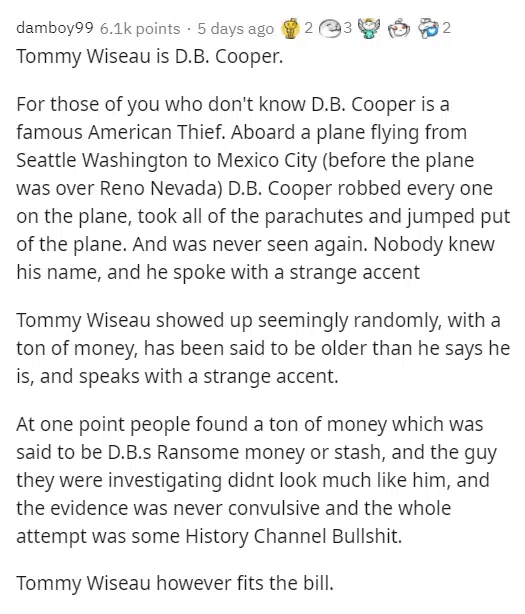 damboy99 6.1k points · 5 days ago 2 3 2
Tommy Wiseau is D.B. Cooper.
For those of you who don't know D.B. Cooper is a
famous American Thief. Aboard a plane flying from
Seattle Washington to Mexico City (before the plane
was over Reno Nevada) D.B. Cooper robbed every one
on the plane, took all of the parachutes and jumped put
of the plane. And was never seen again. Nobody knew
his name, and he spoke with a strange accent
Tommy Wiseau showed up seemingly randomly, with a
ton of money, has been said to be older than he says he
is, and speaks with a strange accent.
At one point people found a ton of money which was
said to be D.B.s Ransome money or stash, and the guy
they were investigating didnt look much like him, and
the evidence was never convulsive and the whole
attempt was some History Channel Bullshit.
Tommy Wiseau however fits the bill.